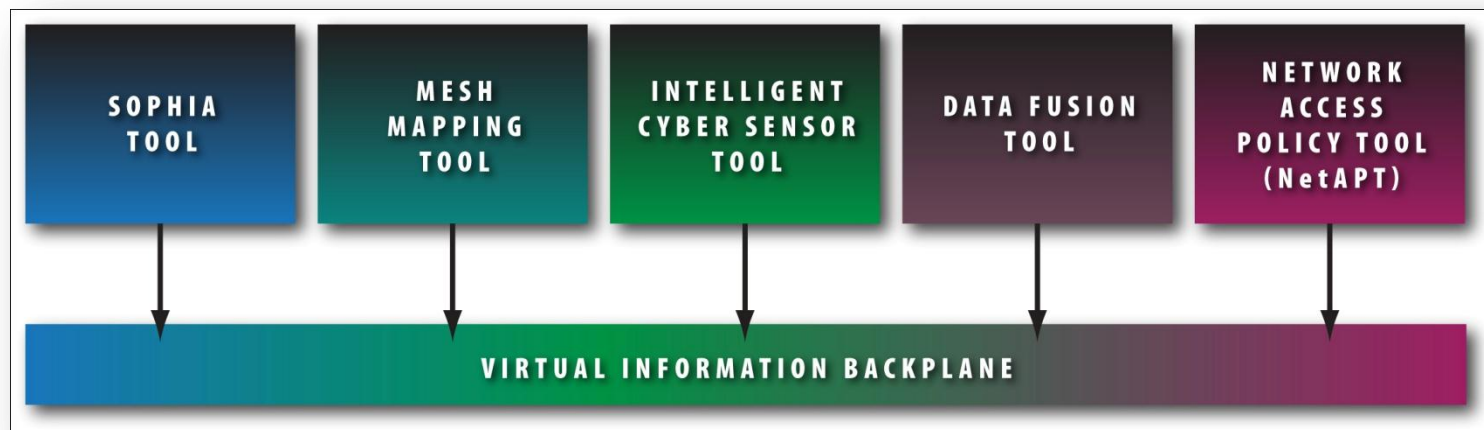 SOPHIA
TOOL
MESH
MAPPING
TOOL
INTELLIGENT
CYBER SENSOR
TOOL
DATA FUSION
TOOL
NETWORK
ACCESS
POLICY TOOL
(NetAPT)
VIRTUAL INFORMATION BACKPLANE